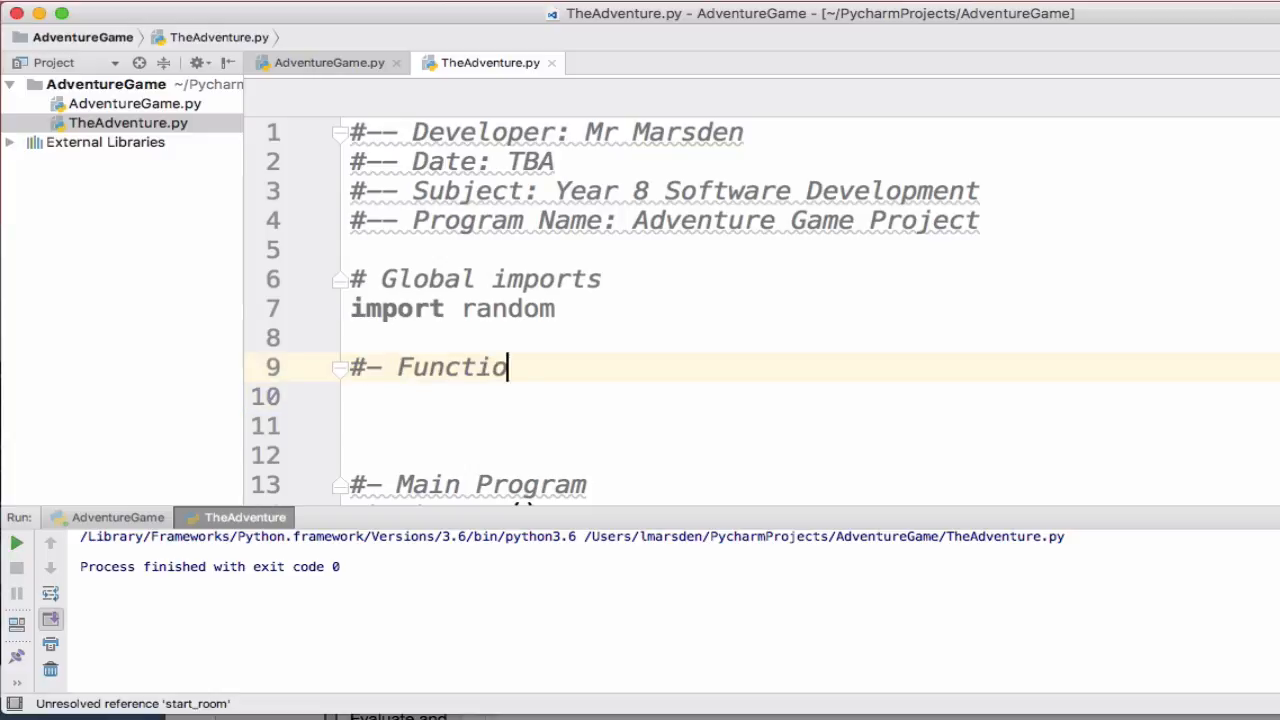 TheAdventure.py - AdventureGame - [~/PycharmProjects/AdventureGame]
AdventureGame
TheAdventure.py
Project
AdventureGame.py
TheAdventure.py
AdventureGame ~/Pycharm
AdventureGame.py
TheAdventure.py
External Libraries
1 #-- Developer: Mr Marsden
2 #-- Date: TBA
3 #-- Subject: Year 8 Software Development
4 #-- Program Name: Adventure Game Project
5
6 # Global imports
7 import random
8
9 #- Functio
10
11
12
13 #- Main Program
Run: AdventureGame TheAdventure
/Library/Frameworks/Python.framework/Versions/3.6/bin/python3.6 /Users/lmarsden/PycharmProjects/AdventureGame/TheAdventure.py
Process finished with exit code 0
Unresolved reference 'start_room'
Evaluate and